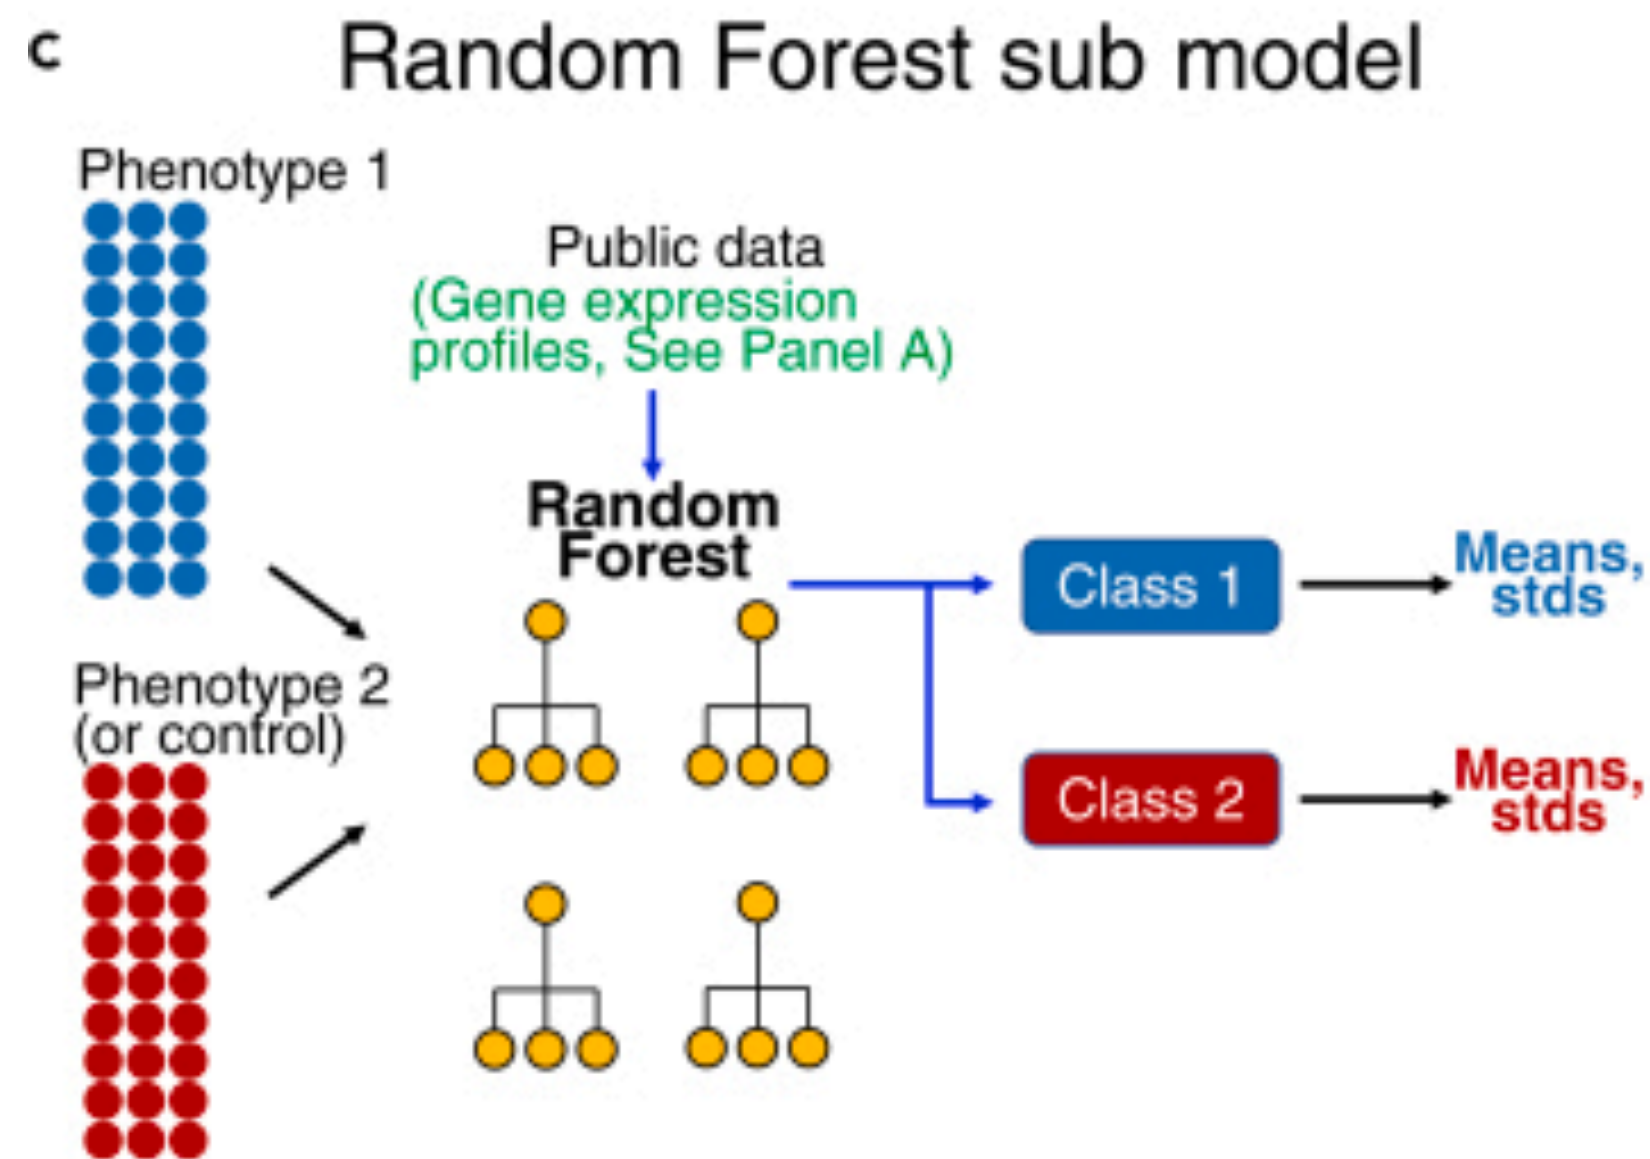 C
Random Forest sub model
Phenotype 1
Public data
(Gene expression
profiles, See Panel A)
Random
Forest
Class 1
Means,
stds
Phenotype 2
(or control)
Class 2
Means,
stds